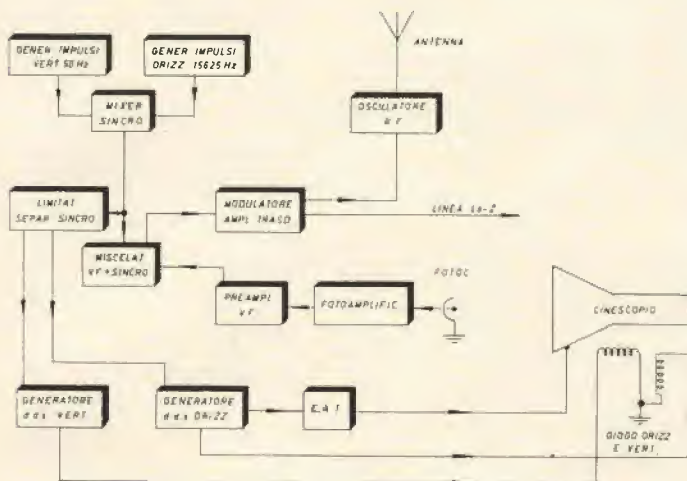 GENER IMPULSI
VERT 50 Hz
GENER IMPULSI
ORIZZ 15625 Hz
ANTENNA
MIXER
SINCRO
OSCILLATORE
LIMITAT
SEPAR SINCRO
MODULATORE
AMPL TRASD
LINEA
MISCELAT
VF + SINCRO
FOTOC
PREAMPL
V.F
FOTOAMPLIFIC
CINESCOPIO
GENERATORE
d.d.s VERT
GENERATORE
d.d.s ORIZZ
E.A.T
GIOGO ORIZZ
E VERT